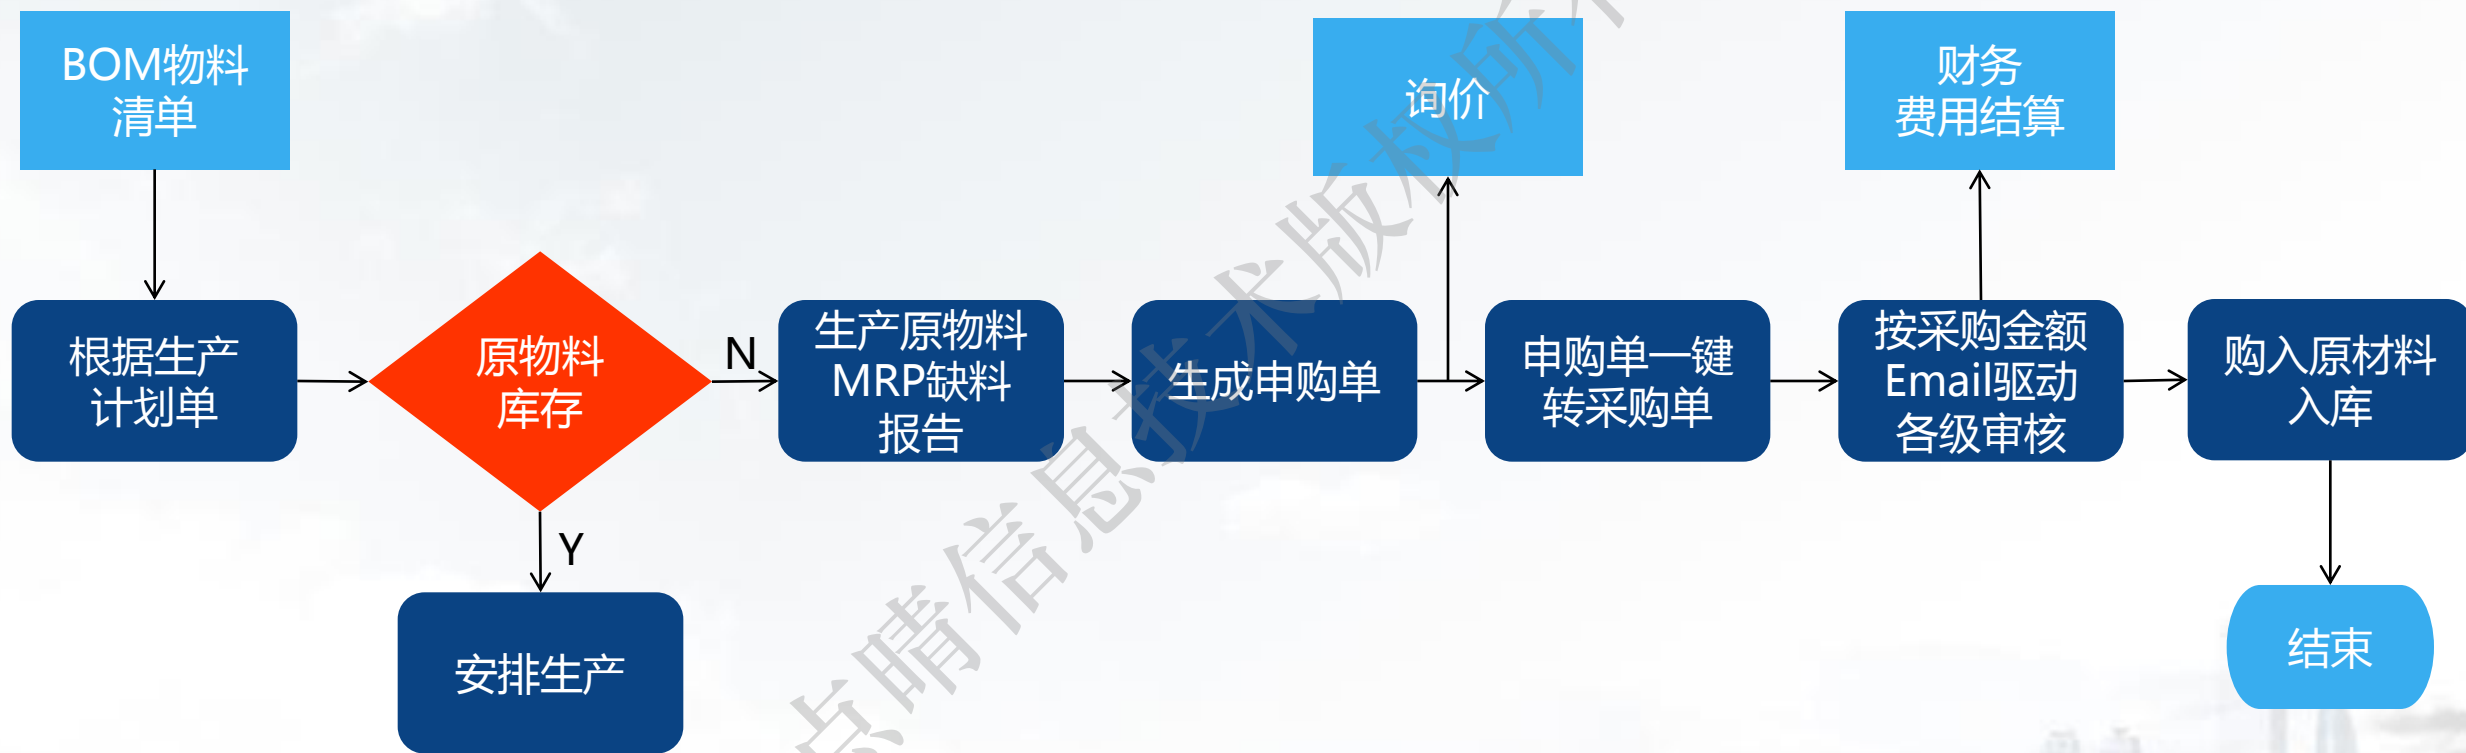 BOM物料
清单
询价
财务
费用结算
根据生产
计划单
原物料
库存
N
生产原物料
MRP缺料
报告
生成申购单
申购单一键
转采购单
按采购金额
Email驱动
各级审核
购入原材料
入库
Y
安排生产
结束
点晴信息技术版权所